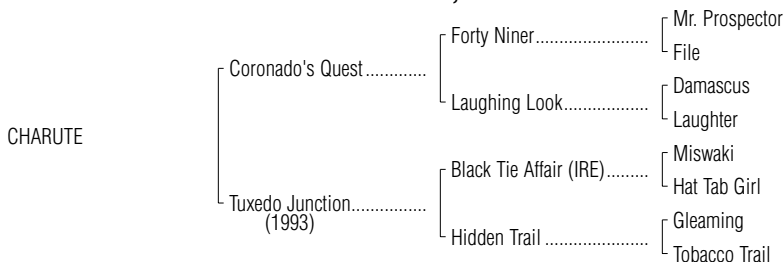 Mr. Prospector
Forty Niner
File
Coronado's Quest
Damascus
Laughing Look
Laughter
CHARUTE
Miswaki
Black Tie Affair (IRE)
Hat Tab Girl
Tuxedo Junction
(1993)
Gleaming
Hidden Trail
Tobacco Trail